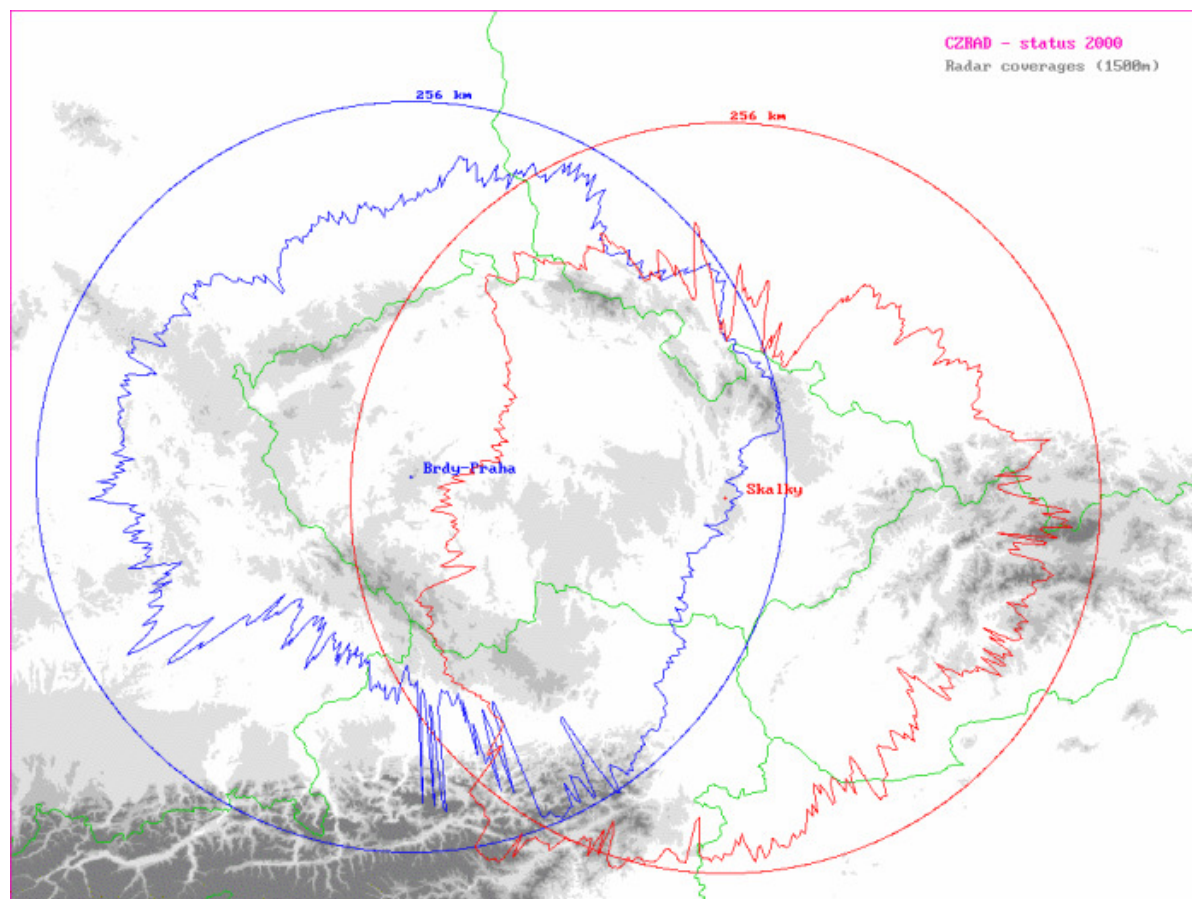 CZRAD - status 2000
Radar coverages (1500m)
256 km
256 km
Brdy-Praha
Skalky